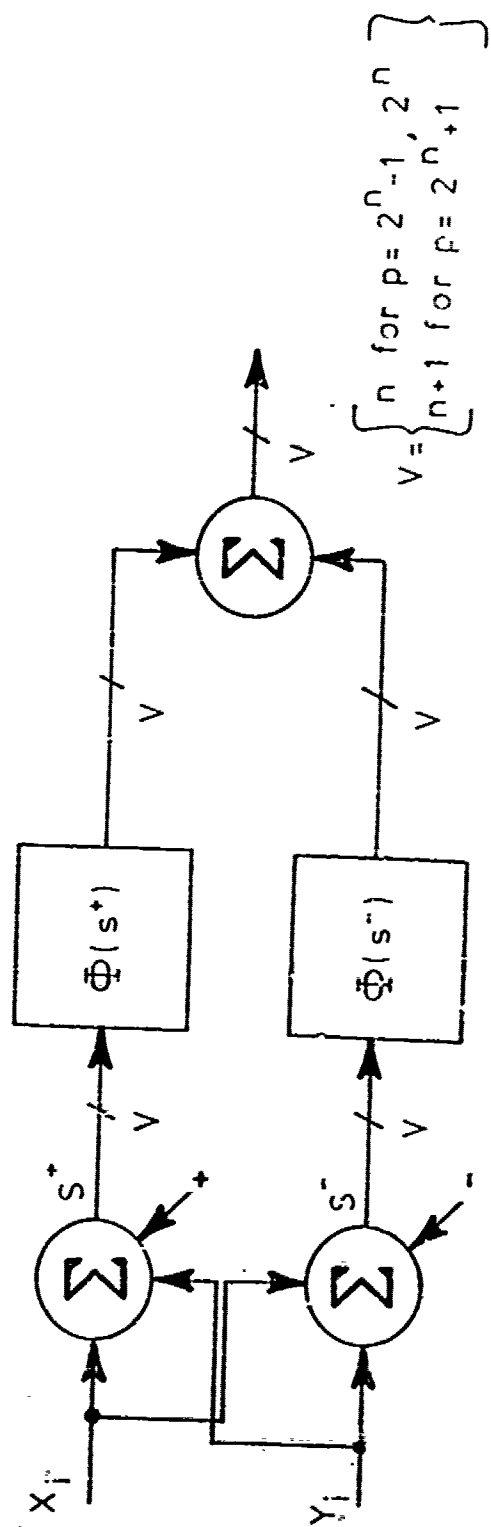 Xᵢ
S⁺
+
V
Φ(s⁺)
V
Σ
Σ
V
Yᵢ
Σ
S⁻
-
V
Φ(s⁻)
V
V = { n for p = 2ⁿ-1, 2ⁿ
n+1 for p = 2ⁿ+1 }